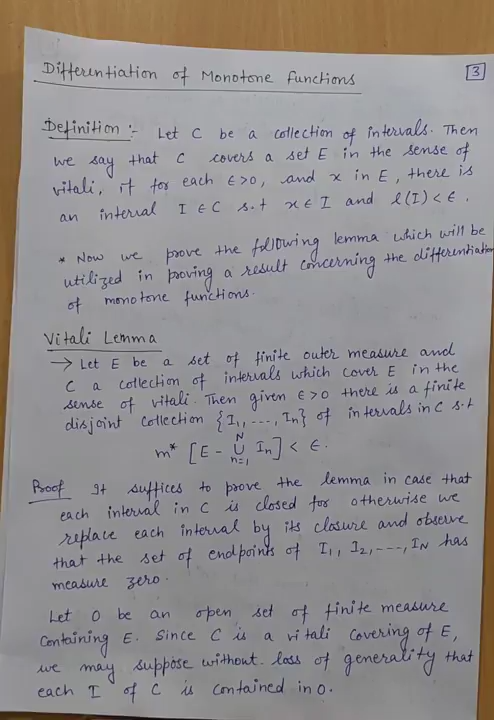 Differentiation of Monotone Functions
3
Definition :- Let C be a collection of intervals. Then
we say that C covers a set E in the sense of
vitali, if for each ϵ>0, and x in E, there is
an interval I ∈ C s.t x ∈ I and l(I) < ϵ.
* Now we prove the following lemma which will be
utilized in proving a result concerning the differentiation
of monotone functions.
Vitali Lemma
→ Let E be a set of finite outer measure and
C a collection of intervals which cover E in the
sense of vitali. Then given ϵ>0 there is a finite
disjoint collection {I₁, ---, In} of intervals in C s.t
m* [E - ∪ᴺₙ₌₁ In] < ϵ.
Proof It suffices to prove the lemma in case that
each interval in C is closed for otherwise we
replace each interval by its closure and observe
that the set of endpoints of I₁, I₂, ---, IN has
measure zero.
Let O be an open set of finite measure
containing E. Since C is a vitali covering of E,
we may suppose without loss of generality that
each I of C is contained in O.